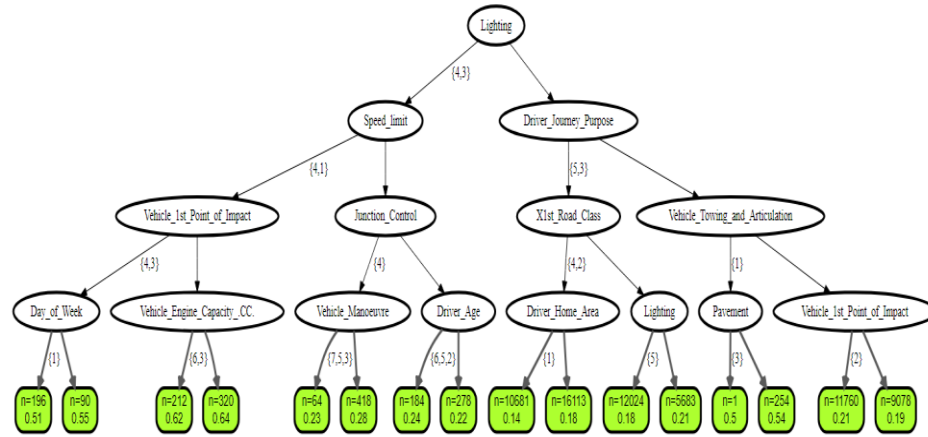 Lighting
{4,3}
Speed_limit
Driver_Journey_Purpose
{4,1}
{5,3}
Vehicle_1st_Point_of_Impact
Junction_Control
X1st_Road_Class
Vehicle_Towing_and_Articulation
{4,3}
{4}
{4,2}
{1}
Day_of_Week
Vehicle_Engine_Capacity_.CC.
Vehicle_Manoeuvre
Driver_Age
Driver_Home_Area
Lighting
Pavement
Vehicle_1st_Point_of_Impact
{1}
{6,3}
{7,5,3}
{6,5,2}
{1}
{5}
{3}
{2}
n=196
0.51
n=90
0.55
n=212
0.62
n=320
0.64
n=64
0.23
n=418
0.28
n=184
0.24
n=278
0.22
n=10681
0.14
n=16113
0.18
n=12024
0.18
n=5683
0.21
n=1
0.5
n=254
0.54
n=11760
0.21
n=9078
0.19